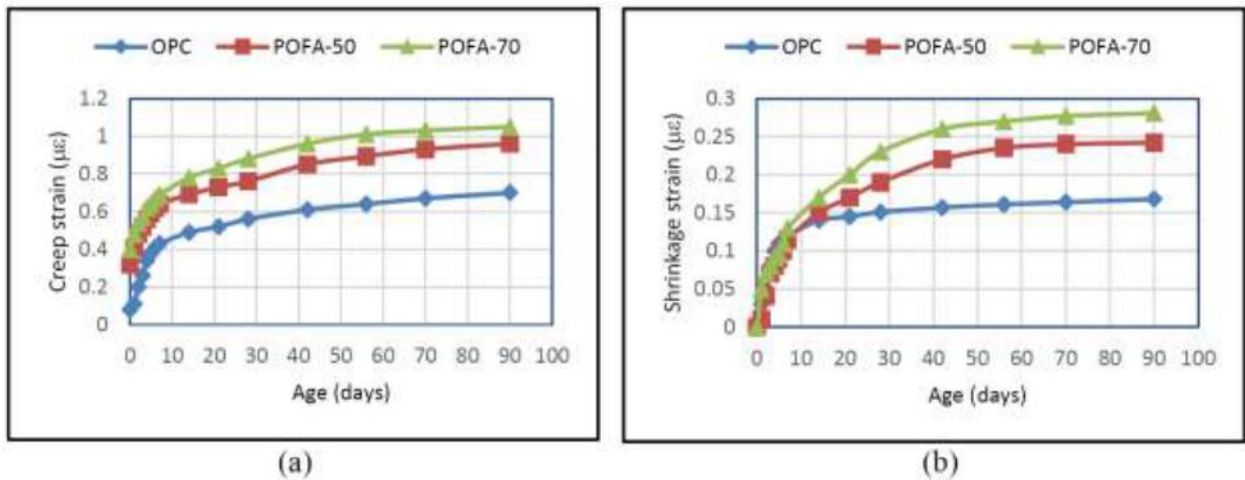 OPC POFA-50 POFA-70
1.2
1
0.8
0.6
0.4
0.2
0
Creep strain (με)
0 10 20 30 40 50 60 70 80 90 100
Age (days)
(a)
OPC POFA-50 POFA-70
0.3
0.25
0.2
0.15
0.1
0.05
0
Shrinkage strain (με)
0 10 20 30 40 50 60 70 80 90 100
Age (days)
(b)